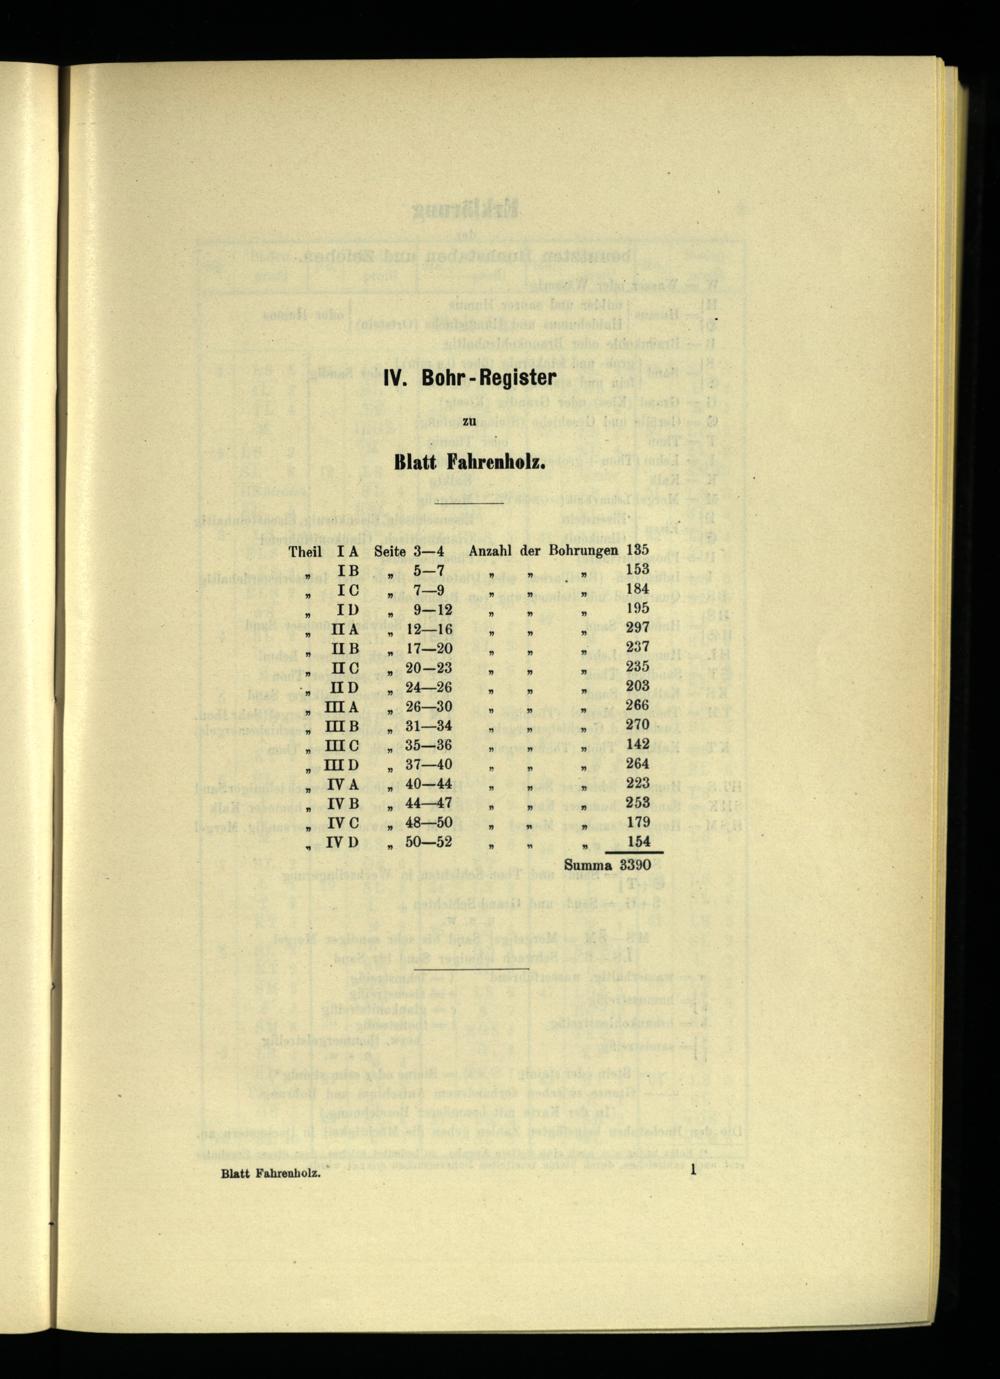 IV. Bohr-Register
zu
Blatt Fahrenholz.
Theil I A Seite 3—4 Anzahl der Bohrungen 135
„ I B „ 5—7 „ „ „ 153
„ I C „ 7—9 „ „ „ 184
„ I D „ 9—12 „ „ „ 195
„ II A „ 12—16 „ „ „ 297
„ II B „ 17—20 „ „ „ 237
„ II C „ 20—23 „ „ „ 235
„ II D „ 24—26 „ „ „ 203
„ III A „ 26—30 „ „ „ 266
„ III B „ 31—34 „ „ „ 270
„ III C „ 35—36 „ „ „ 142
„ III D „ 37—40 „ „ „ 264
„ IV A „ 40—44 „ „ „ 223
„ IV B „ 44—47 „ „ „ 253
„ IV C „ 48—50 „ „ „ 179
„ IV D „ 50—52 „ „ „ 154
Summa 3390
Blatt Fahrenholz. 1